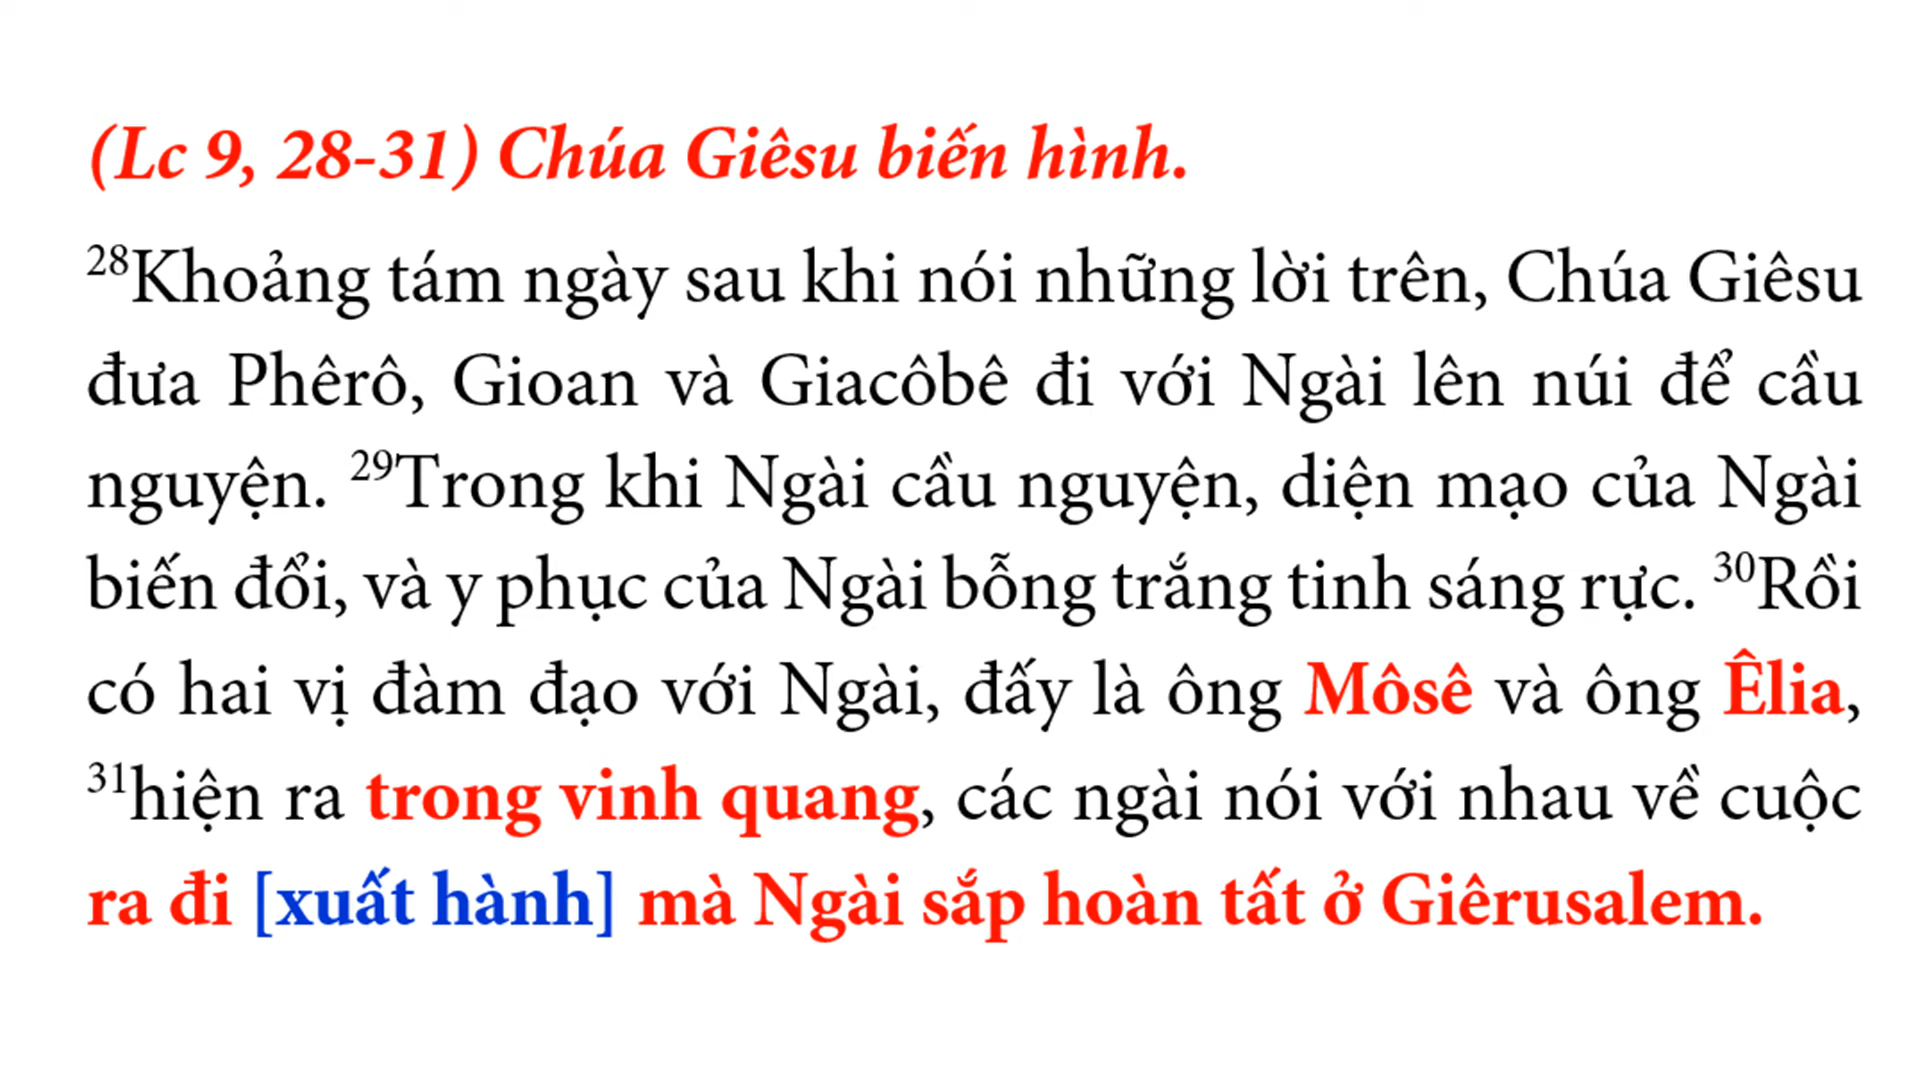 (Lc 9, 28-31) Chúa Giêsu biến hình.
²⁸Khoảng tám ngày sau khi nói những lời trên, Chúa Giêsu
đưa Phêrô, Gioan và Giacôbê đi với Ngài lên núi để cầu
nguyện. ²⁹Trong khi Ngài cầu nguyện, diện mạo của Ngài
biến đổi, và y phục của Ngài bỗng trắng tinh sáng rực. ³⁰Rồi
có hai vị đàm đạo với Ngài, đấy là ông Môsê và ông Êlia,
³¹hiện ra trong vinh quang, các ngài nói với nhau về cuộc
ra đi [xuất hành] mà Ngài sắp hoàn tất ở Giêrusalem.